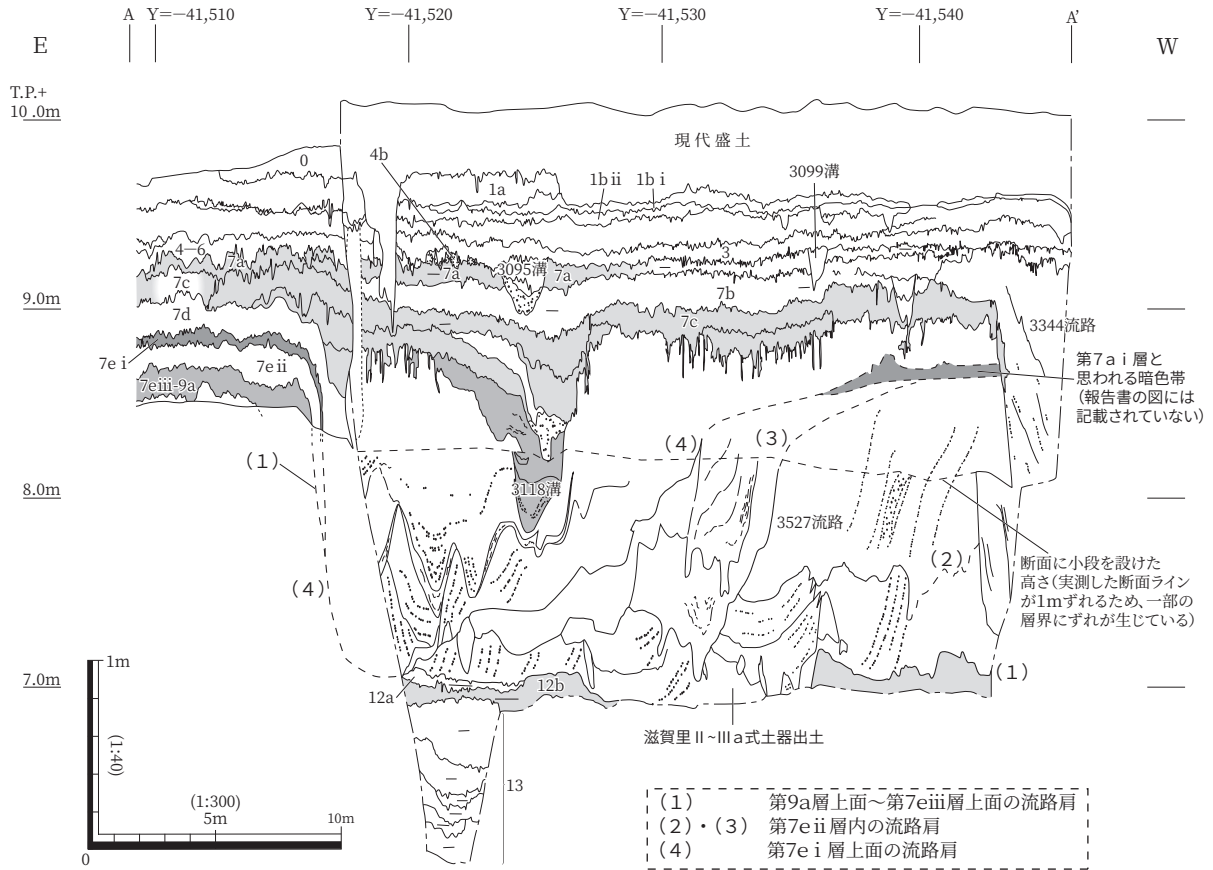 A Y=−41,510 Y=−41,520 Y=−41,530 Y=−41,540 A’
E W
T.P.+
10 .0m
現代盛土
0
4b
1a
1bⅱ
1bⅰ
3099溝
4−6
7a
7a
3095溝
7a
3
7c
7b
9.0m
7d
7c
3344流路
7eⅰ
7eⅱ
7eⅲ-9a
第７ａｉ層と
思われる暗色帯
（報告書の図には
記載されていない）
（４）
（３）
（１）
8.0m
3118溝
3527流路
（２）
断面に小段を設けた
高さ（実測した断面ライン
が1mずれるため、一部の
層界にずれが生じている）
（４）
7.0m
1m
12a
12b
（１）
滋賀里Ⅱ~Ⅲａ式土器出土
(1:40)
13
(1:300)
5m
10m
0
（１） 第9a層上面〜第7eⅲ層上面の流路肩
（２）・（３） 第7eⅱ層内の流路肩
（４） 第7eⅰ層上面の流路肩